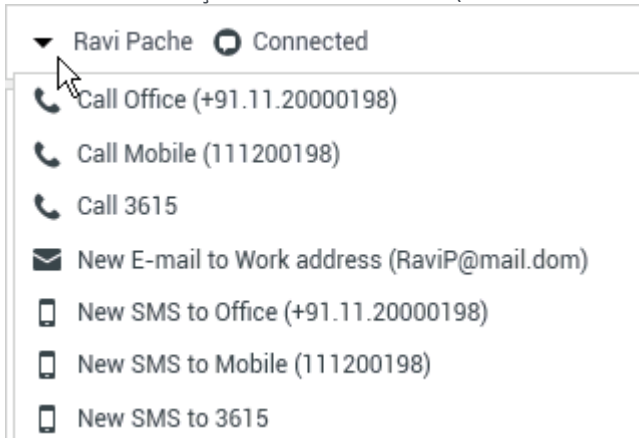 Ravi Pache Connected
Call Office (+91.11.20000198)
Call Mobile (111200198)
Call 3615
New E-mail to Work address (RaviP@mail.dom)
New SMS to Office (+91.11.20000198)
New SMS to Mobile (111200198)
New SMS to 3615